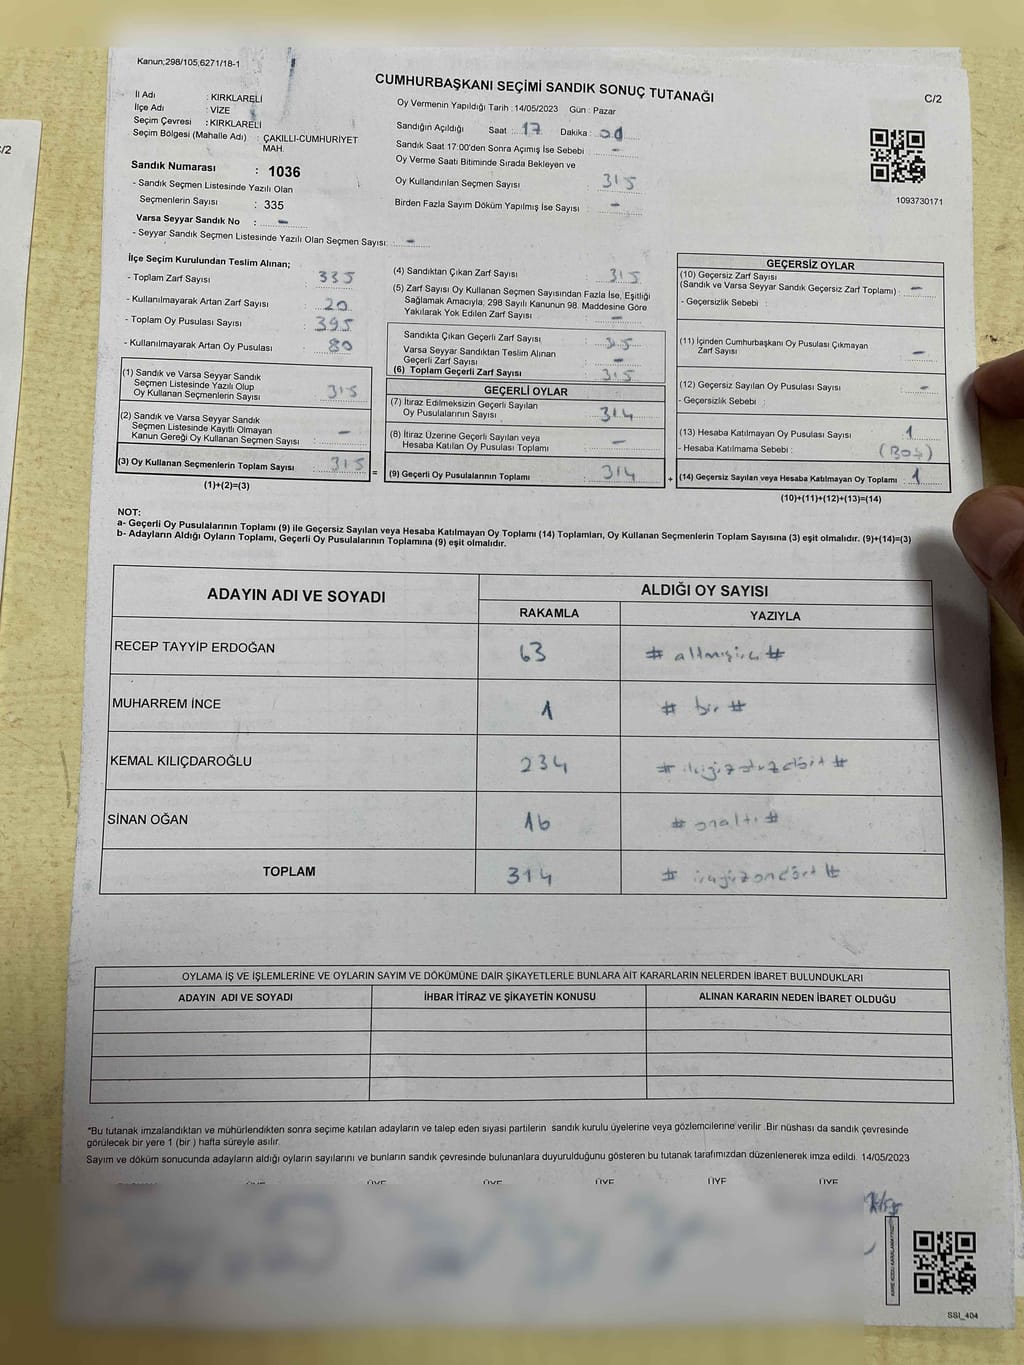 Kanun,298/105,6271/18-1
CUMHURBAŞKANI SEÇİMİ SANDIK SONUÇ TUTANAĞI
C/2
İl Adı : KIRKLARELİ
İlçe Adı : VİZE
Seçim Çevresi : KIRKLARELİ
Seçim Bölgesi (Mahalle Adı) : ÇAKILLI-CUMHURİYET
MAH.
Sandık Numarası : 1036
- Sandık Seçmen Listesinde Yazılı Olan
Seçmenlerin Sayısı : 335
Varsa Seyyar Sandık No : -
- Seyyar Sandık Seçmen Listesinde Yazılı Olan Seçmen Sayısı: -
Oy Vermenin Yapıldığı Tarih : 14/05/2023 Gün : Pazar
Sandığın Açıldığı Saat : 17 Dakika :
Sandık Saat 17:00'den Sonra Açımış İse Sebebi : -
Oy Verme Saati Bitiminde Sırada Bekleyen ve
Oy Kullandırılan Seçmen Sayısı : 315
Birden Fazla Sayım Döküm Yapılmış İse Sayısı : -
1093730171
İlçe Seçim Kurulundan Teslim Alınan;
- Toplam Zarf Sayısı : 335
- Kullanılmayarak Artan Zarf Sayısı : 20
- Toplam Oy Pusulası Sayısı : 395
- Kullanılmayarak Artan Oy Pusulası : 80
(1) Sandık ve Varsa Seyyar Sandık
Seçmen Listesinde Yazılı Olup
Oy Kullanan Seçmenlerin Sayısı : 315
(2) Sandık ve Varsa Seyyar Sandık
Seçmen Listesinde Kayıtlı Olmayan
Kanun Gereği Oy Kullanan Seçmen Sayısı : -
(3) Oy Kullanan Seçmenlerin Toplam Sayısı : 315
(1)+(2)=(3)
=
(4) Sandıktan Çıkan Zarf Sayısı : 315
(5) Zarf Sayısı Oy Kullanan Seçmen Sayısından Fazla İse, Eşitliği
Sağlamak Amacıyla; 298 Sayılı Kanunun 98. Maddesine Göre
Yakılarak Yok Edilen Zarf Sayısı : -
Sandıkta Çıkan Geçerli Zarf Sayısı : 315
Varsa Seyyar Sandıktan Teslim Alınan
Geçerli Zarf Sayısı : -
(6) Toplam Geçerli Zarf Sayısı : 315
GEÇERLİ OYLAR
(7) İtiraz Edilmeksizin Geçerli Sayılan
Oy Pusulalarının Sayısı : 314
(8) İtiraz Üzerine Geçerli Sayılan veya
Hesaba Katılan Oy Pusulası Toplamı : -
(9) Geçerli Oy Pusulalarının Toplamı : 314
+
GEÇERSİZ OYLAR
(10) Geçersiz Zarf Sayısı
(Sandık ve Varsa Seyyar Sandık Geçersiz Zarf Toplamı) : -
- Geçersizlik Sebebi :
(11) İçinden Cumhurbaşkanı Oy Pusulası Çıkmayan
Zarf Sayısı : -
(12) Geçersiz Sayılan Oy Pusulası Sayısı : -
- Geçersizlik Sebebi :
(13) Hesaba Katılmayan Oy Pusulası Sayısı : 1
- Hesaba Katılmama Sebebi : (Boş)
(14) Geçersiz Sayılan veya Hesaba Katılmayan Oy Toplamı : 1
(10)+(11)+(12)+(13)=(14)
NOT:
a- Geçerli Oy Pusulalarının Toplamı (9) ile Geçersiz Sayılan veya Hesaba Katılmayan Oy Toplamı (14) Toplamları, Oy Kullanan Seçmenlerin Toplam Sayısına (3) eşit olmalıdır. (9)+(14)=(3)
b- Adayların Aldığı Oyların Toplamı, Geçerli Oy Pusulalarının Toplamına (9) eşit olmalıdır.
ADAYIN ADI VE SOYADI ALDIĞI OY SAYISI
RAKAMLA YAZIYLA
RECEP TAYYİP ERDOĞAN 63 # altmışüç #
MUHARREM İNCE 1 # bir #
KEMAL KILIÇDAROĞLU 234 # ikiyüzotuzdört #
SİNAN OĞAN 16 # onaltı #
TOPLAM 314 # üçyüzondört #
OYLAMA İŞ VE İŞLEMLERİNE VE OYLARIN SAYIM VE DÖKÜMÜNE DAİR ŞİKAYETLERLE BUNLARA AİT KARARLARIN NELERDEN İBARET BULUNDUKLARI
ADAYIN ADI VE SOYADI İHBAR İTİRAZ VE ŞİKAYETİN KONUSU ALINAN KARARIN NEDEN İBARET OLDUĞU
*Bu tutanak imzalandıktan ve mühürlendikten sonra seçime katılan adayların ve talep eden siyasi partilerin sandık kurulu üyelerine veya gözlemcilerine verilir .Bir nüshası da sandık çevresinde
görülecek bir yere 1 (bir ) hafta süreyle asılır.
Sayım ve döküm sonucunda adayların aldığı oyların sayılarını ve bunların sandık çevresinde bulunanlara duyurulduğunu gösteren bu tutanak tarafımızdan düzenlenerek imza edildi. 14/05/2023
ÜYE ÜYE ÜYE ÜYE ÜYE ÜYE
SSI_404
/2